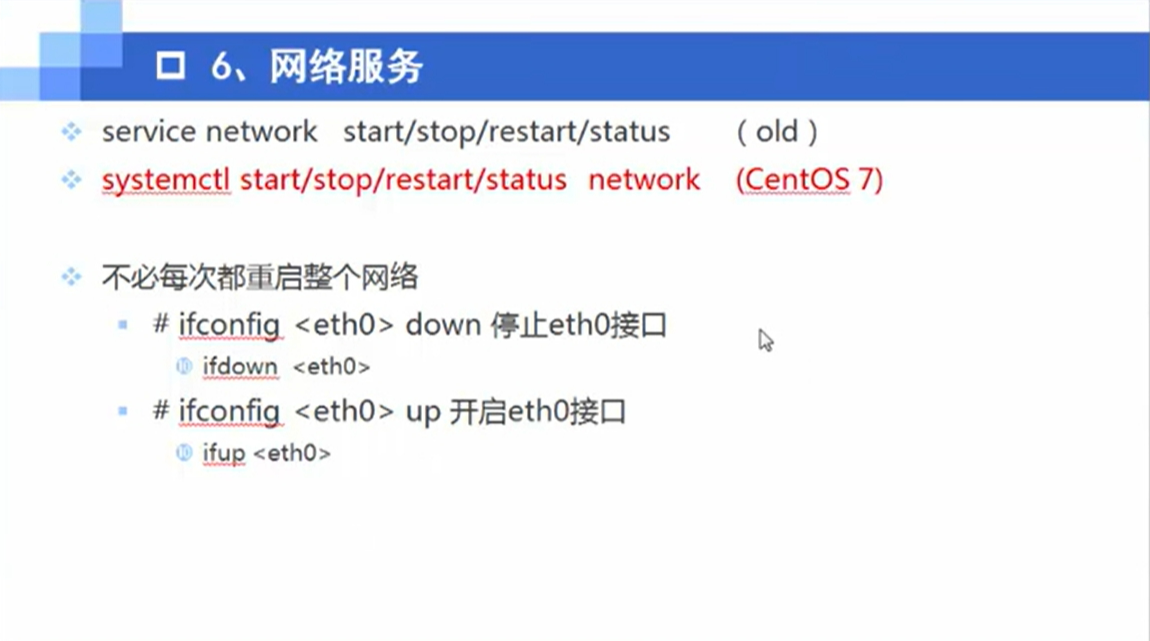 6、网络服务
service network start/stop/restart/status （ old ）
systemctl start/stop/restart/status network (CentOS 7)
不必每次都重启整个网络
# ifconfig <eth0> down 停止eth0接口
ifdown <eth0>
# ifconfig <eth0> up 开启eth0接口
ifup <eth0>